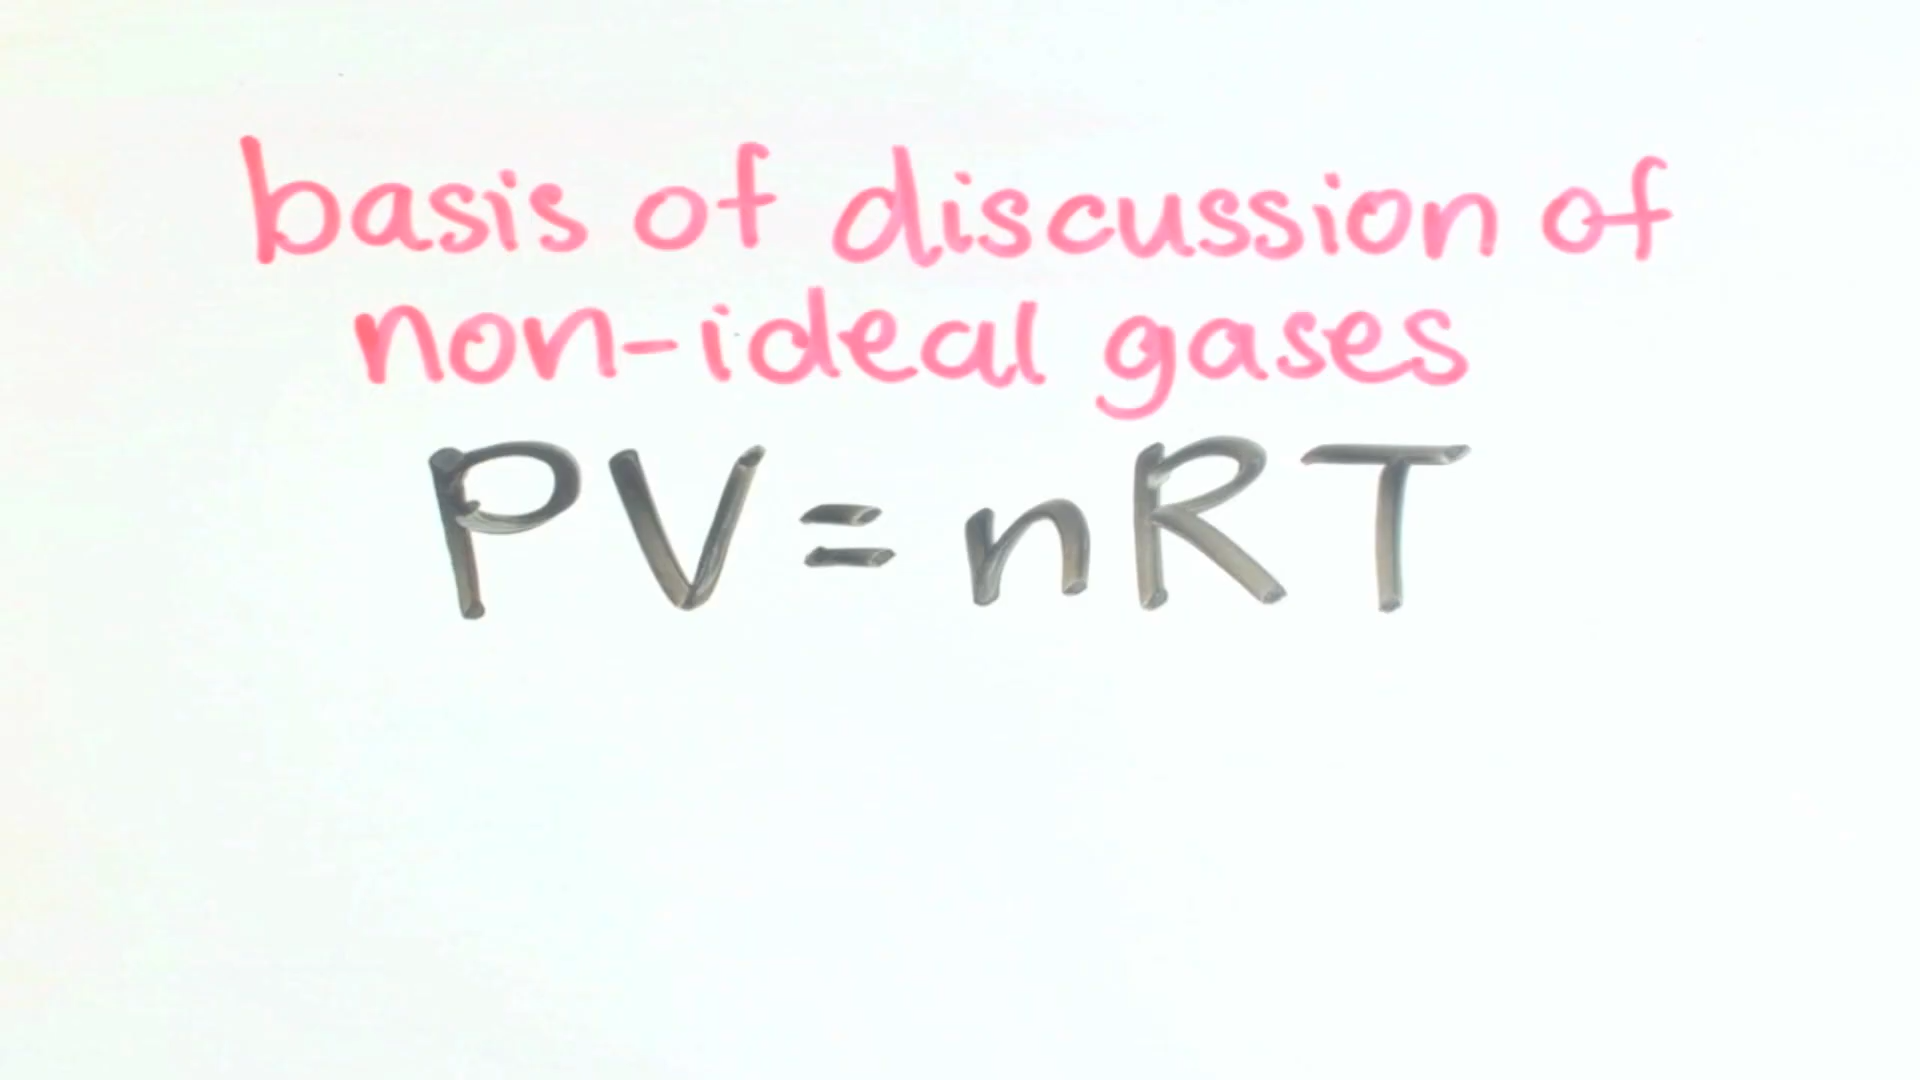 basis of discussion of
non-ideal gases
PV = nRT